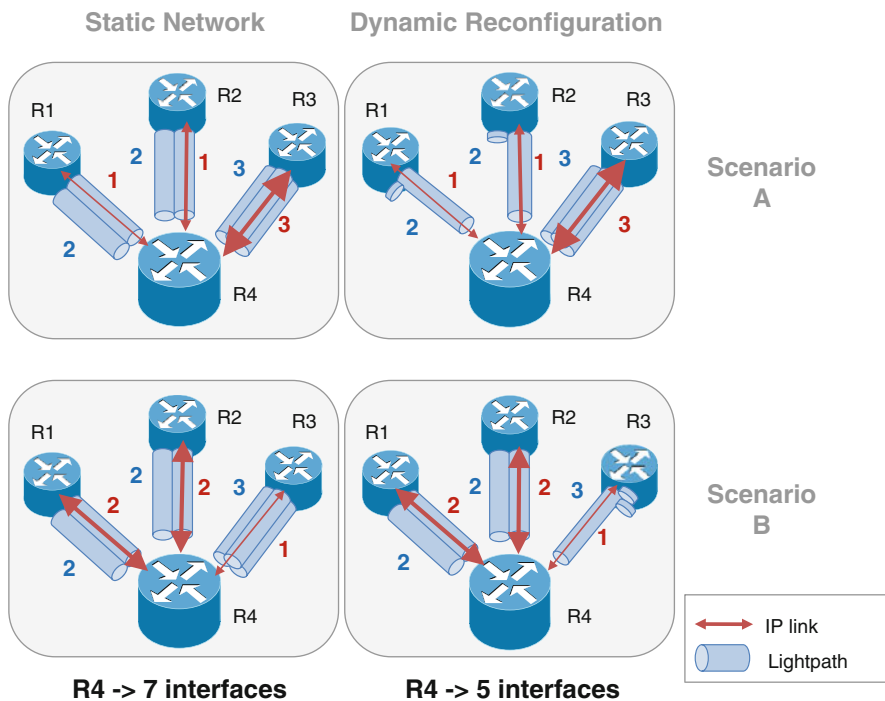 Static Network
Dynamic Reconfiguration
R1
R2
R3
2
1
3
1
2
3
R4
R1
R2
R3
2
1
3
1
2
3
R4
Scenario
A
R1
R2
R3
2
2
3
2
2
1
R4
R1
R2
R3
2
2
3
2
2
1
R4
Scenario
B
R4 -> 7 interfaces
R4 -> 5 interfaces
IP link
Lightpath